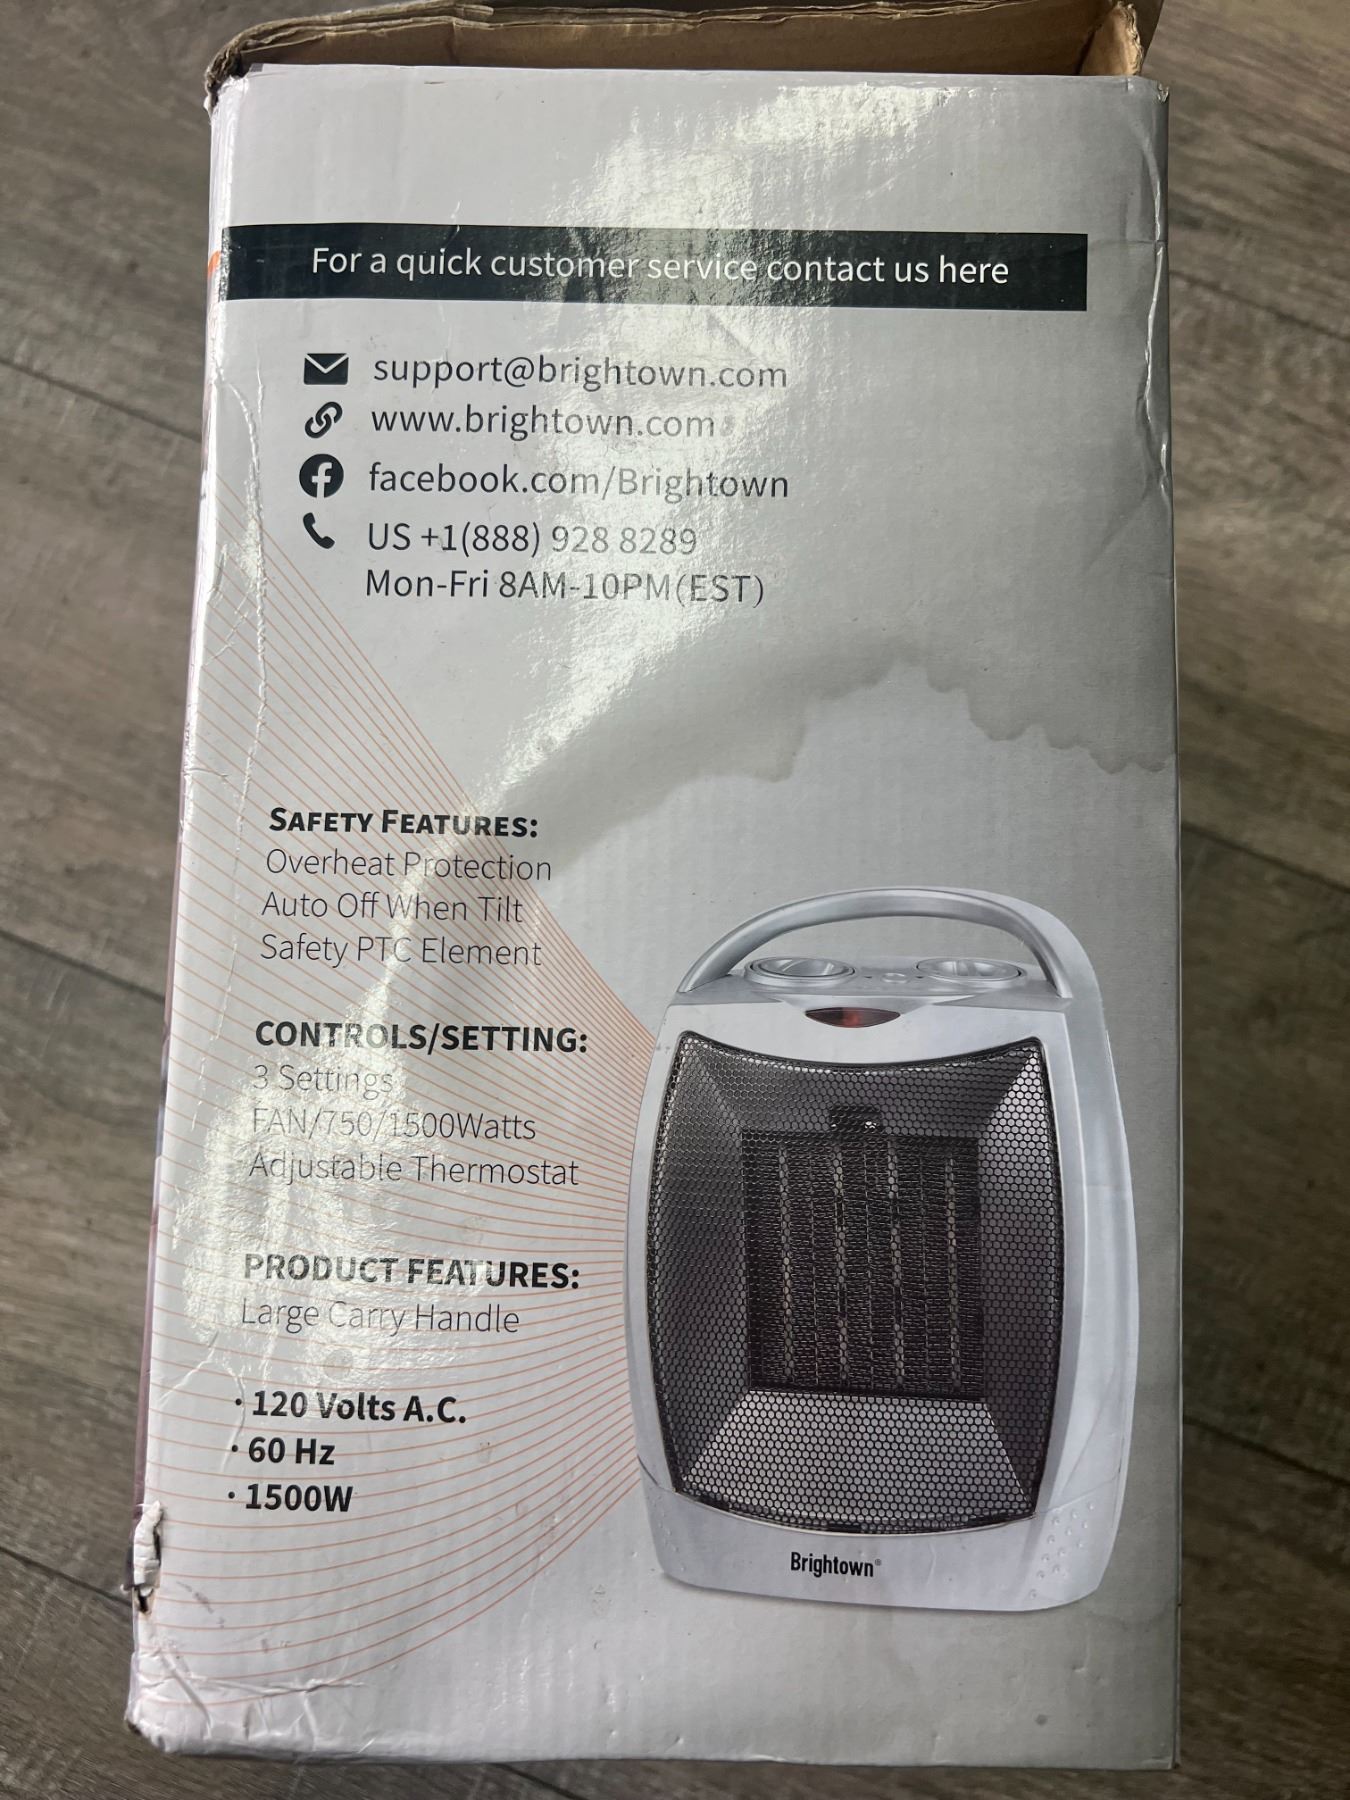 For a quick customer service contact us here
support@brightown.com
www.brightown.com
facebook.com/Brightown
US +1(888) 928 8289
Mon-Fri 8AM-10PM(EST)
SAFETY FEATURES:
Overheat Protection
Auto Off When Tilt
Safety PTC Element
CONTROLS/SETTING:
3 Settings
FAN/750/1500Watts
Adjustable Thermostat
PRODUCT FEATURES:
Large Carry Handle
· 120 Volts A.C.
· 60 Hz
· 1500W
Brightown®